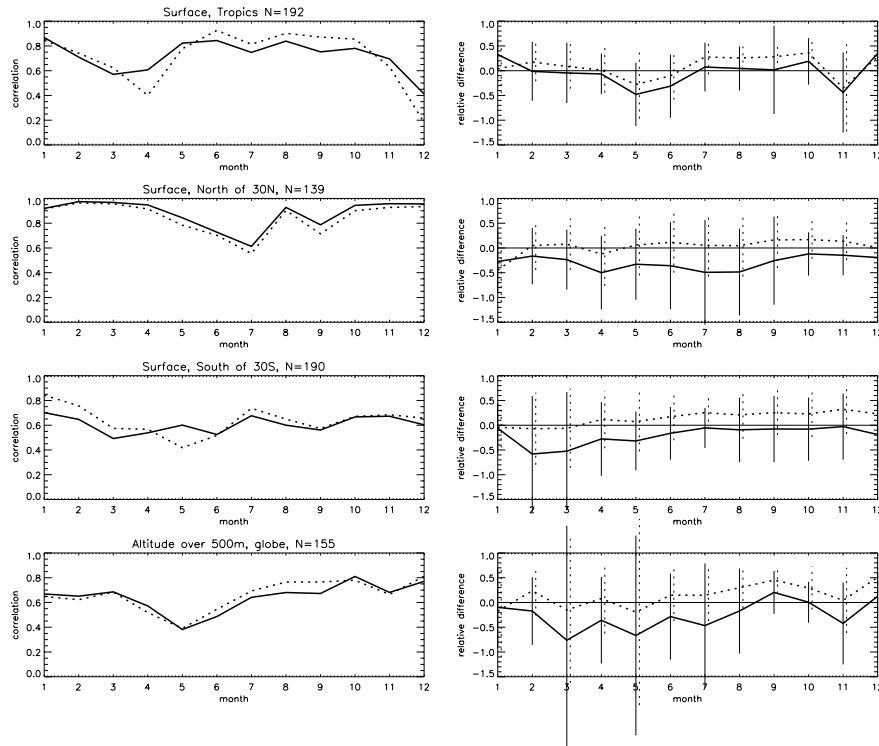 Surface, Tropics N=192
correlation
1.0
0.8
0.6
0.4
0.2
0.0
1 2 3 4 5 6 7 8 9 10 11 12
month
relative difference
1.0
0.5
0.0
−0.5
−1.0
−1.5
1 2 3 4 5 6 7 8 9 10 11 12
month
Surface, North of 30N, N=139
correlation
1.0
0.8
0.6
0.4
0.2
0.0
1 2 3 4 5 6 7 8 9 10 11 12
month
relative difference
1.0
0.5
0.0
−0.5
−1.0
−1.5
1 2 3 4 5 6 7 8 9 10 11 12
month
Surface, South of 30S, N=190
correlation
1.0
0.8
0.6
0.4
0.2
0.0
1 2 3 4 5 6 7 8 9 10 11 12
month
relative difference
1.0
0.5
0.0
−0.5
−1.0
−1.5
1 2 3 4 5 6 7 8 9 10 11 12
month
Altitude over 500m, globe, N=155
correlation
1.0
0.8
0.6
0.4
0.2
0.0
1 2 3 4 5 6 7 8 9 10 11 12
month
relative difference
1.0
0.5
0.0
−0.5
−1.0
−1.5
1 2 3 4 5 6 7 8 9 10 11 12
month